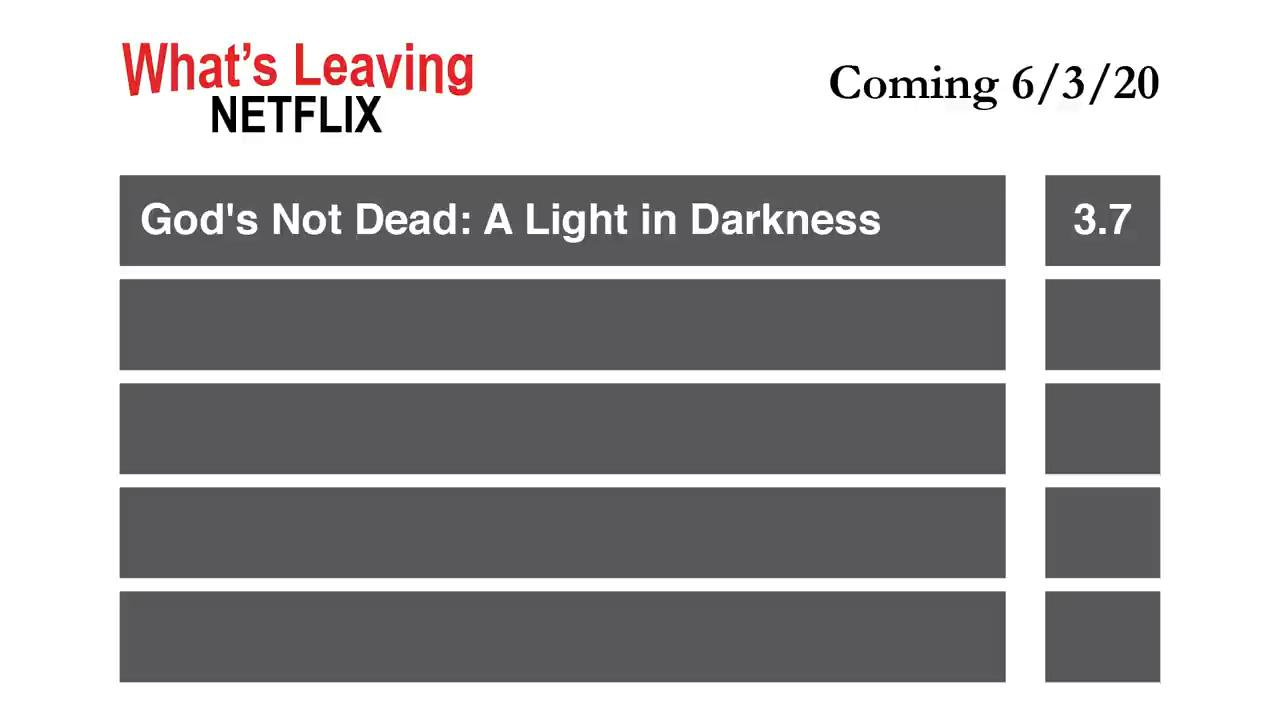 What's Leaving
NETFLIX
Coming 6/3/20
God's Not Dead: A Light in Darkness
3.7